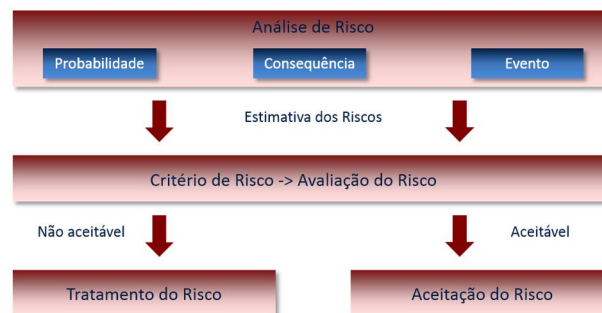 Análise de Risco
Probabilidade
Consequência
Evento
Estimativa dos Riscos
Critério de Risco -> Avaliação do Risco
Não aceitável
Aceitável
Tratamento do Risco
Aceitação do Risco